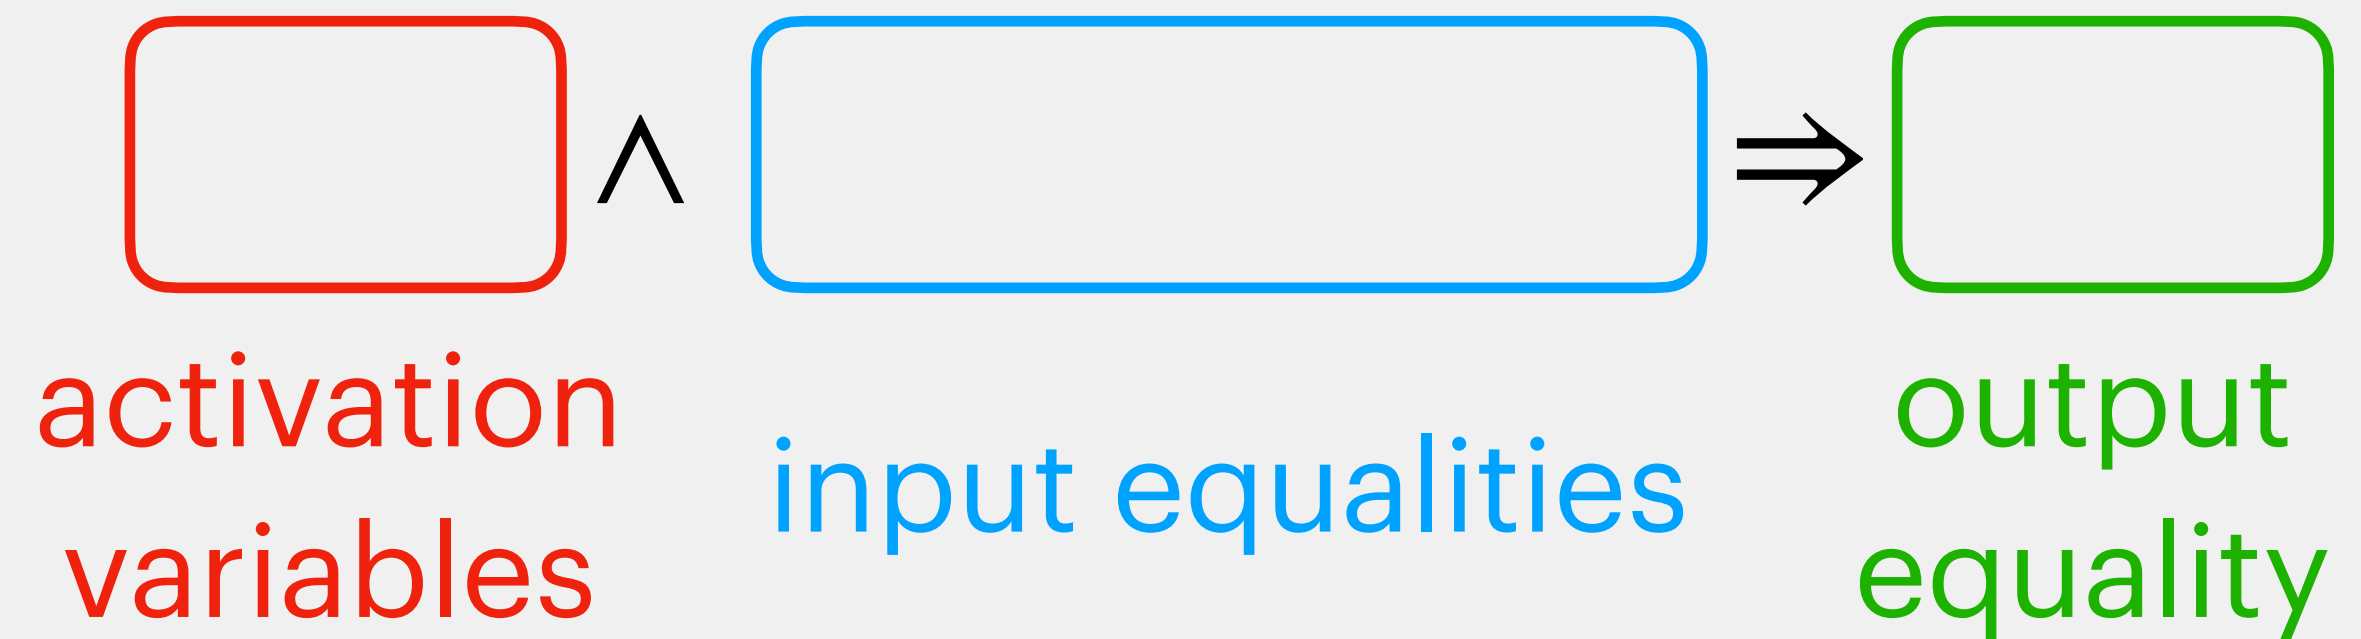 ∧ ⇒
activation
variables
input equalities
output
equality